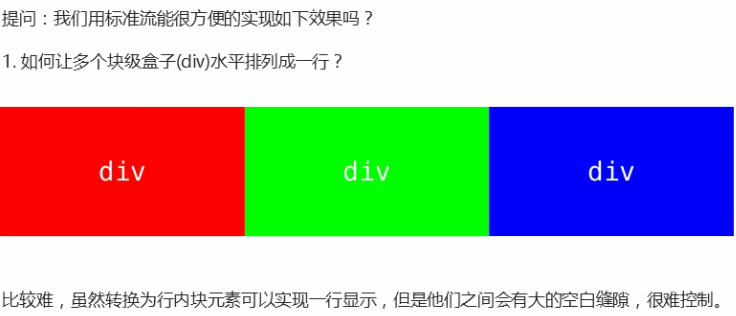 提问：我们用标准流能很方便的实现如下效果吗？
1. 如何让多个块级盒子(div)水平排列成一行？
div div div
比较难，虽然转换为行内块元素可以实现一行显示，但是他们之间会有大的空白缝隙，很难控制。